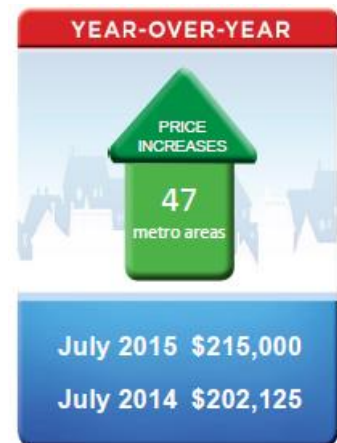 YEAR-OVER-YEAR
PRICE
INCREASES
47
metro areas
July 2015 $215,000
July 2014 $202,125